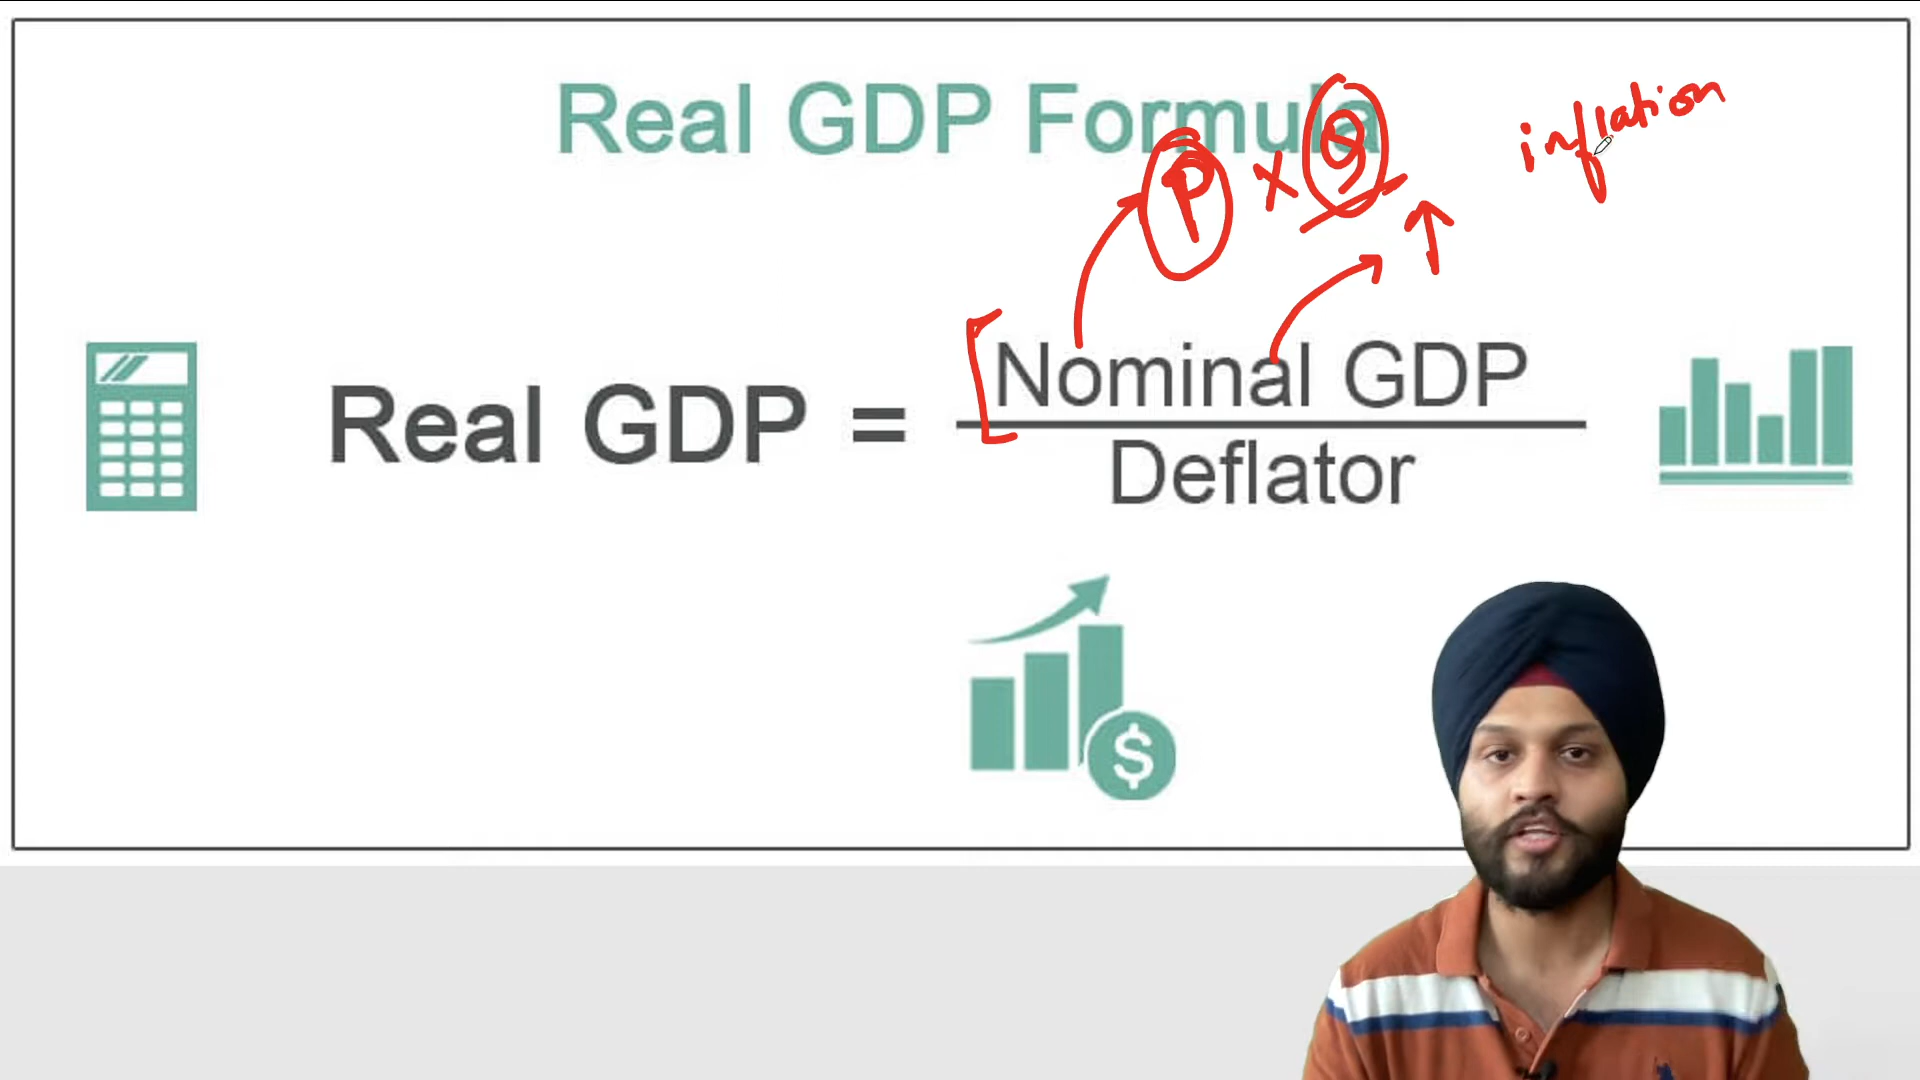 Real GDP Formula
P × Q
inflation
Real GDP = Nominal GDP
Deflator
$